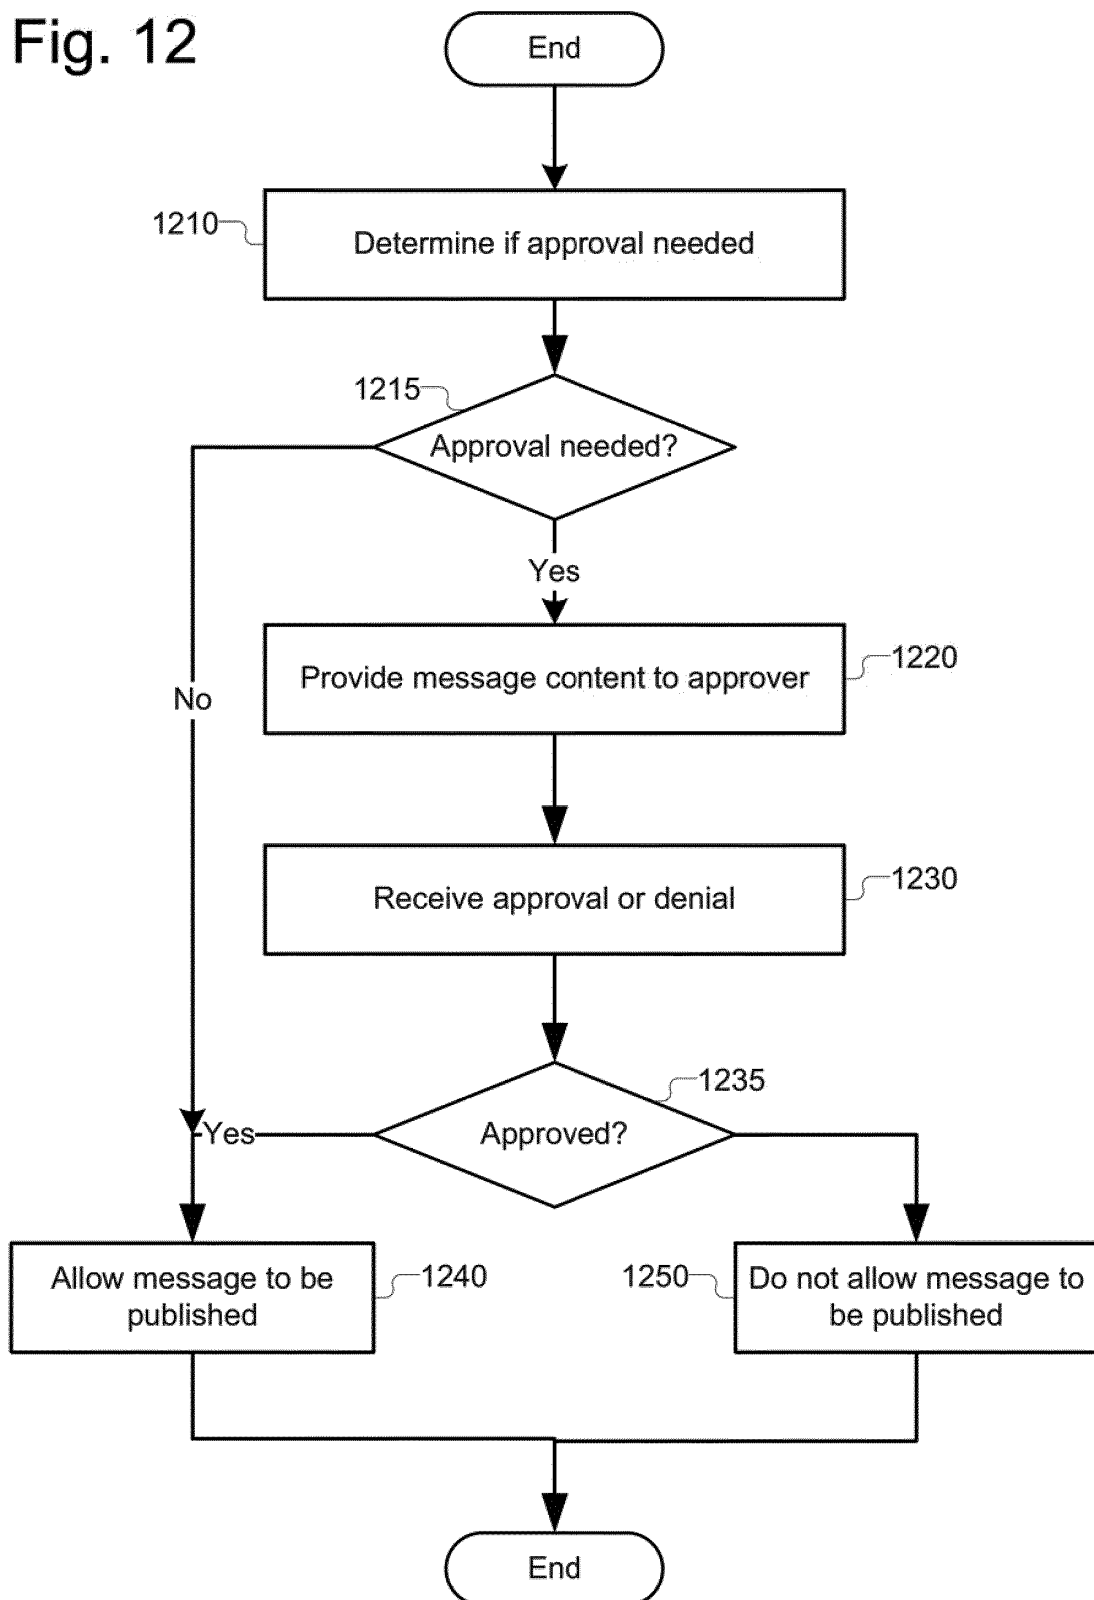 Fig. 12
End
1210
Determine if approval needed
1215
Approval needed?
Yes
No
Provide message content to approver
1220
Receive approval or denial
1230
1235
Approved?
Yes
Allow message to be
published
1240
1250
Do not allow message to
be published
End